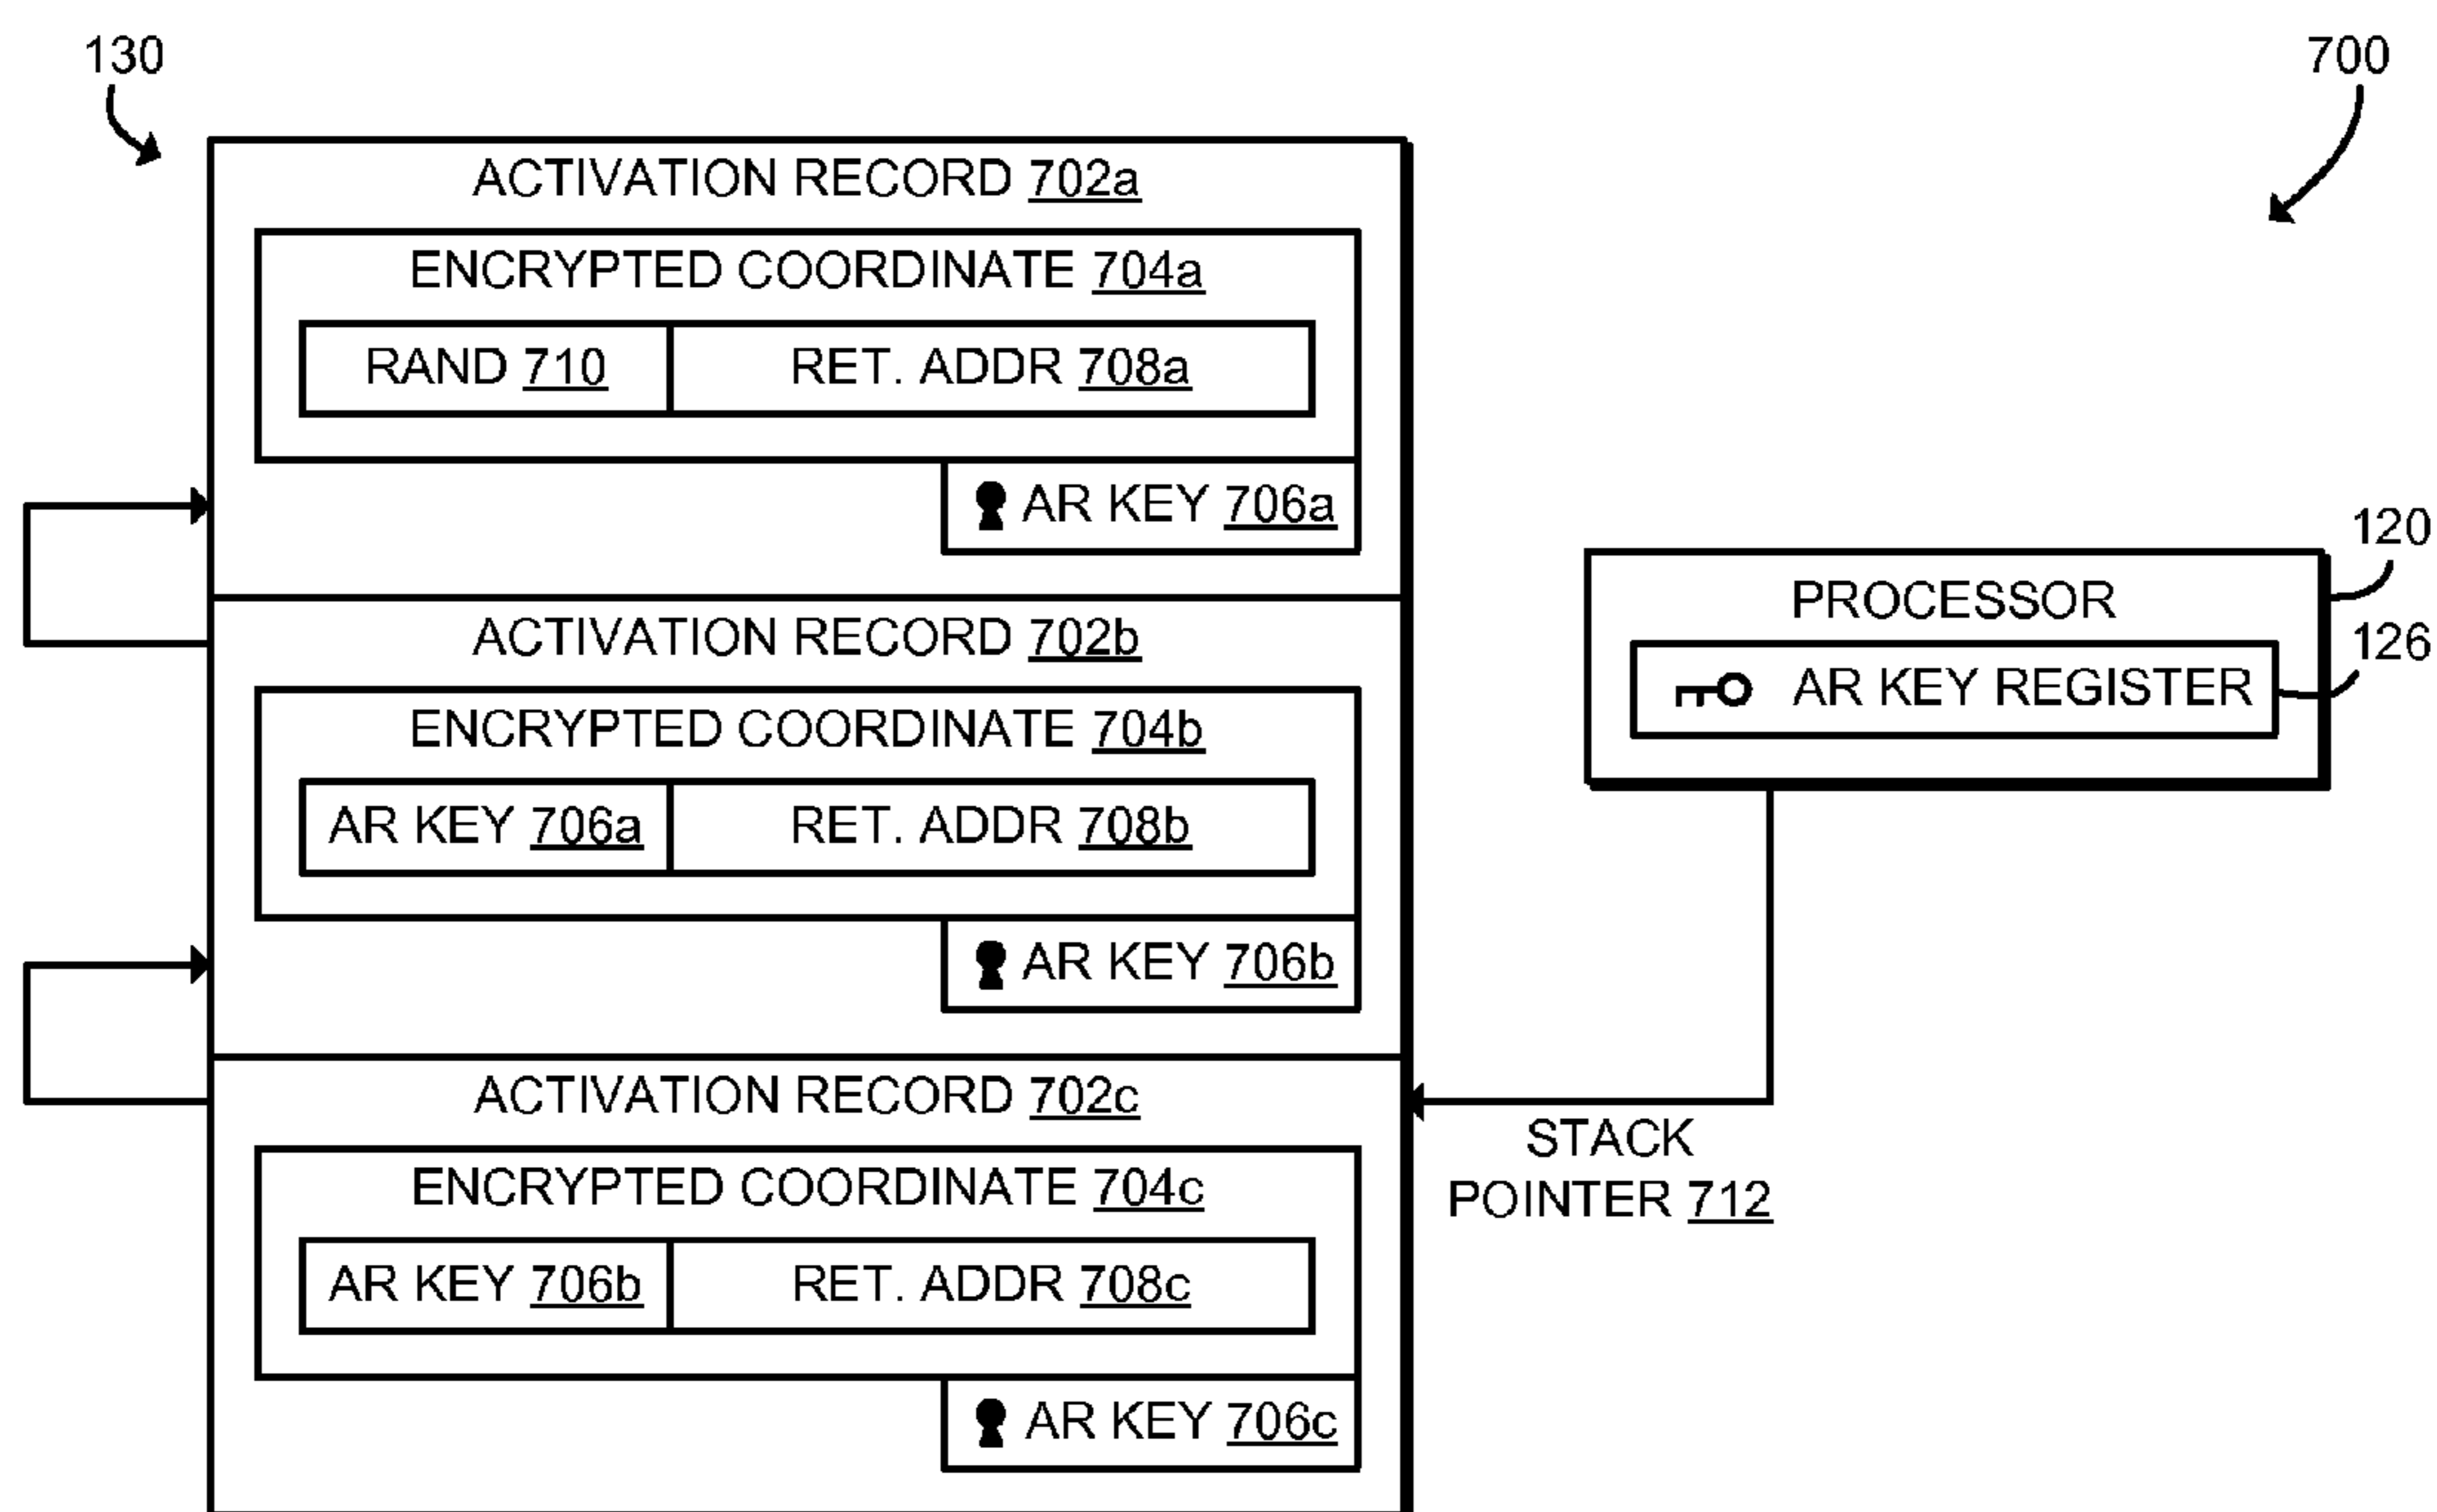 130
700
ACTIVATION RECORD 702a
ENCRYPTED COORDINATE 704a
RAND 710
RET. ADDR 708a
AR KEY 706a
ACTIVATION RECORD 702b
ENCRYPTED COORDINATE 704b
AR KEY 706a
RET. ADDR 708b
AR KEY 706b
ACTIVATION RECORD 702c
ENCRYPTED COORDINATE 704c
AR KEY 706b
RET. ADDR 708c
AR KEY 706c
120
PROCESSOR
126
AR KEY REGISTER
STACK
POINTER 712